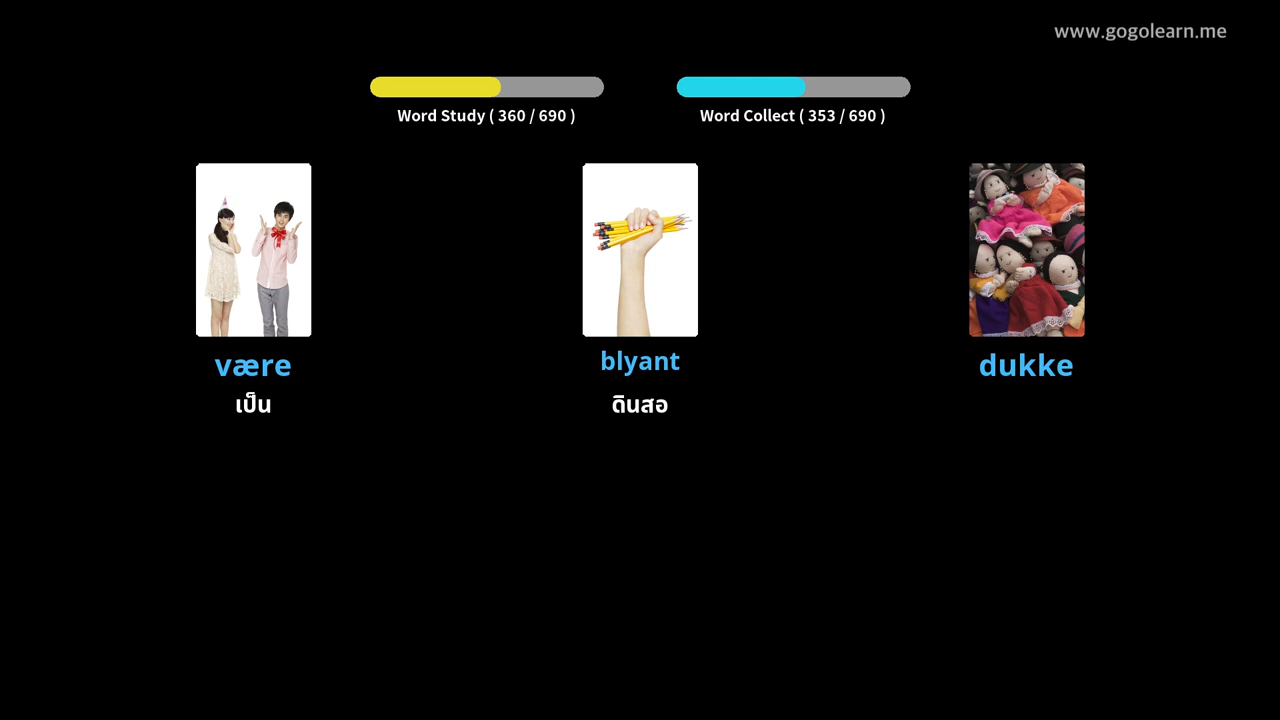 www.gogolearn.me
Word Study ( 360 / 690 )
Word Collect ( 353 / 690 )
være
blyant
dukke
เป็น
ดินสอ